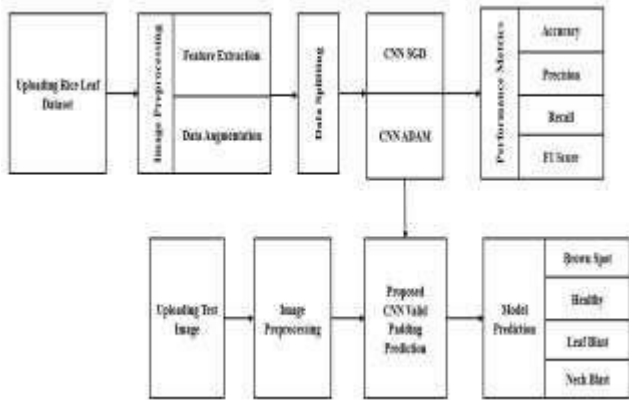 Uploading Rice Leaf
Dataset
Image Preprocessing
Feature Extraction
Data Augmentation
Data Splitting
CNN SGD
CNN ADAM
Performance Metrics
Accuracy
Precision
Recall
F1 Score
Uploading Test
Image
Image
Preprocessing
Proposed
CNN Valid
Padding
Prediction
Model
Prediction
Brown Spot
Healthy
Leaf Blast
Neck Blast